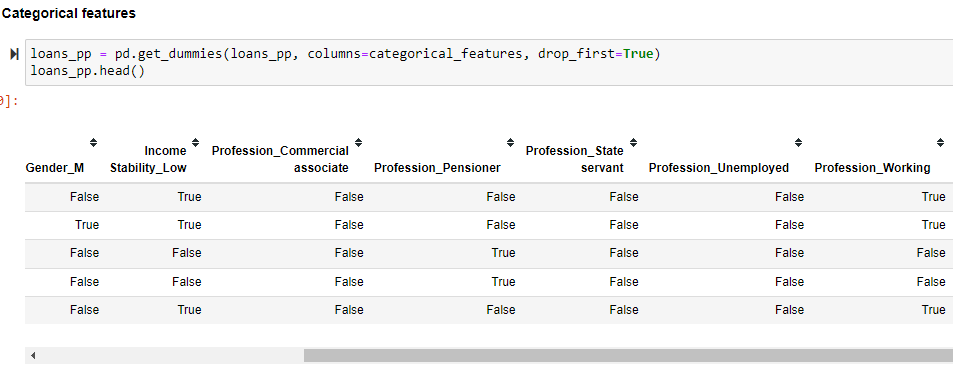 Categorical features
loans_pp = pd.get_dummies(loans_pp, columns=categorical_features, drop_first=True)
loans_pp.head()
0]:
Gender_M Income Stability_Low Profession_Commercial associate Profession_Pensioner Profession_State servant Profession_Unemployed Profession_Working
False True False False False False True
True True False False False False True
False False False True False False False
False False False True False False False
False True False False False False True